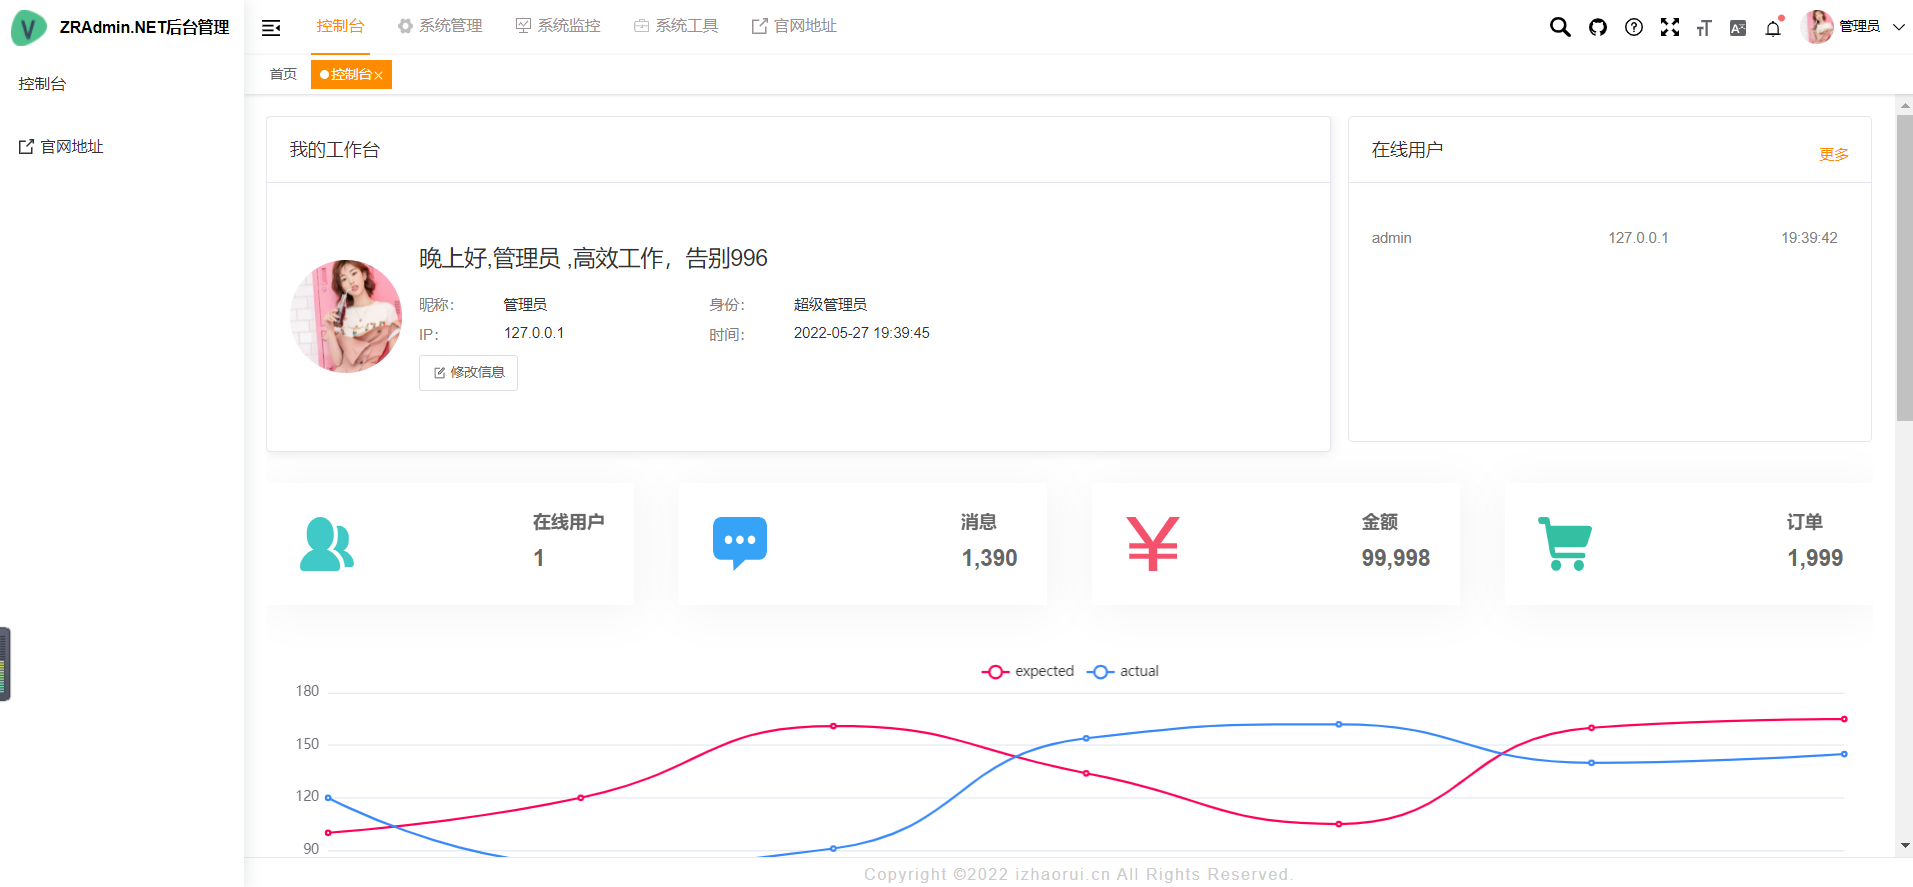 ZRAdmin.NET后台管理
控制台 系统管理 系统监控 系统工具 官网地址
管理员
控制台
官网地址
首页 控制台
我的工作台
晚上好,管理员 ,高效工作，告别996
昵称： 管理员 身份： 超级管理员
IP： 127.0.0.1 时间： 2022-05-27 19:39:45
修改信息
在线用户 更多
admin 127.0.0.1 19:39:42
在线用户
1
消息
1,390
金额
99,998
订单
1,999
expected actual
180
150
120
90
Copyright ©2022 izhaorui.cn All Rights Reserved.